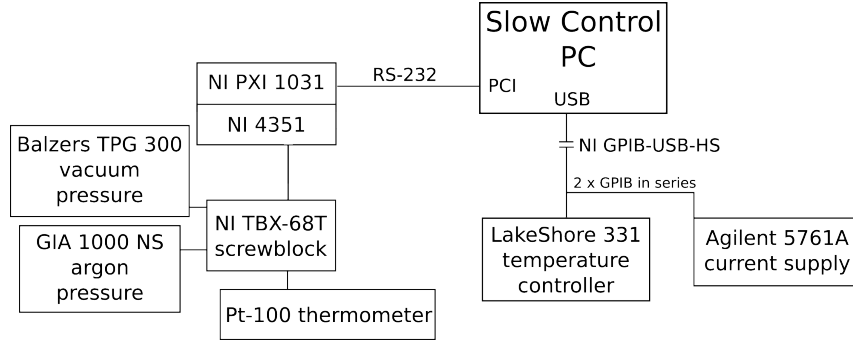 Slow Control
PC
PCI
USB
RS-232
NI PXI 1031
NI 4351
Balzers TPG 300
vacuum
pressure
NI GPIB-USB-HS
2 x GPIB in series
NI TBX-68T
screwblock
GIA 1000 NS
argon
pressure
LakeShore 331
temperature
controller
Agilent 5761A
current supply
Pt-100 thermometer